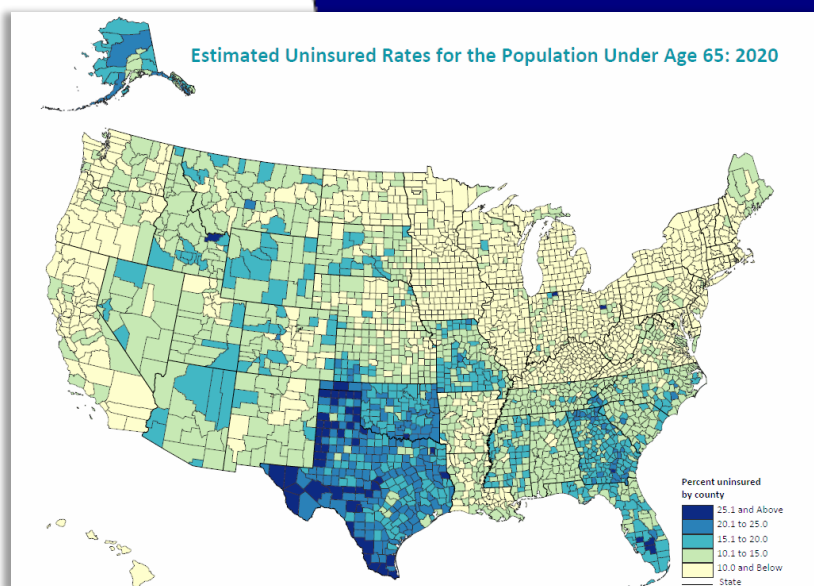 Estimated Uninsured Rates for the Population Under Age 65: 2020
Percent uninsured
by county
25.1 and Above
20.1 to 25.0
15.1 to 20.0
10.1 to 15.0
10.0 and Below
State